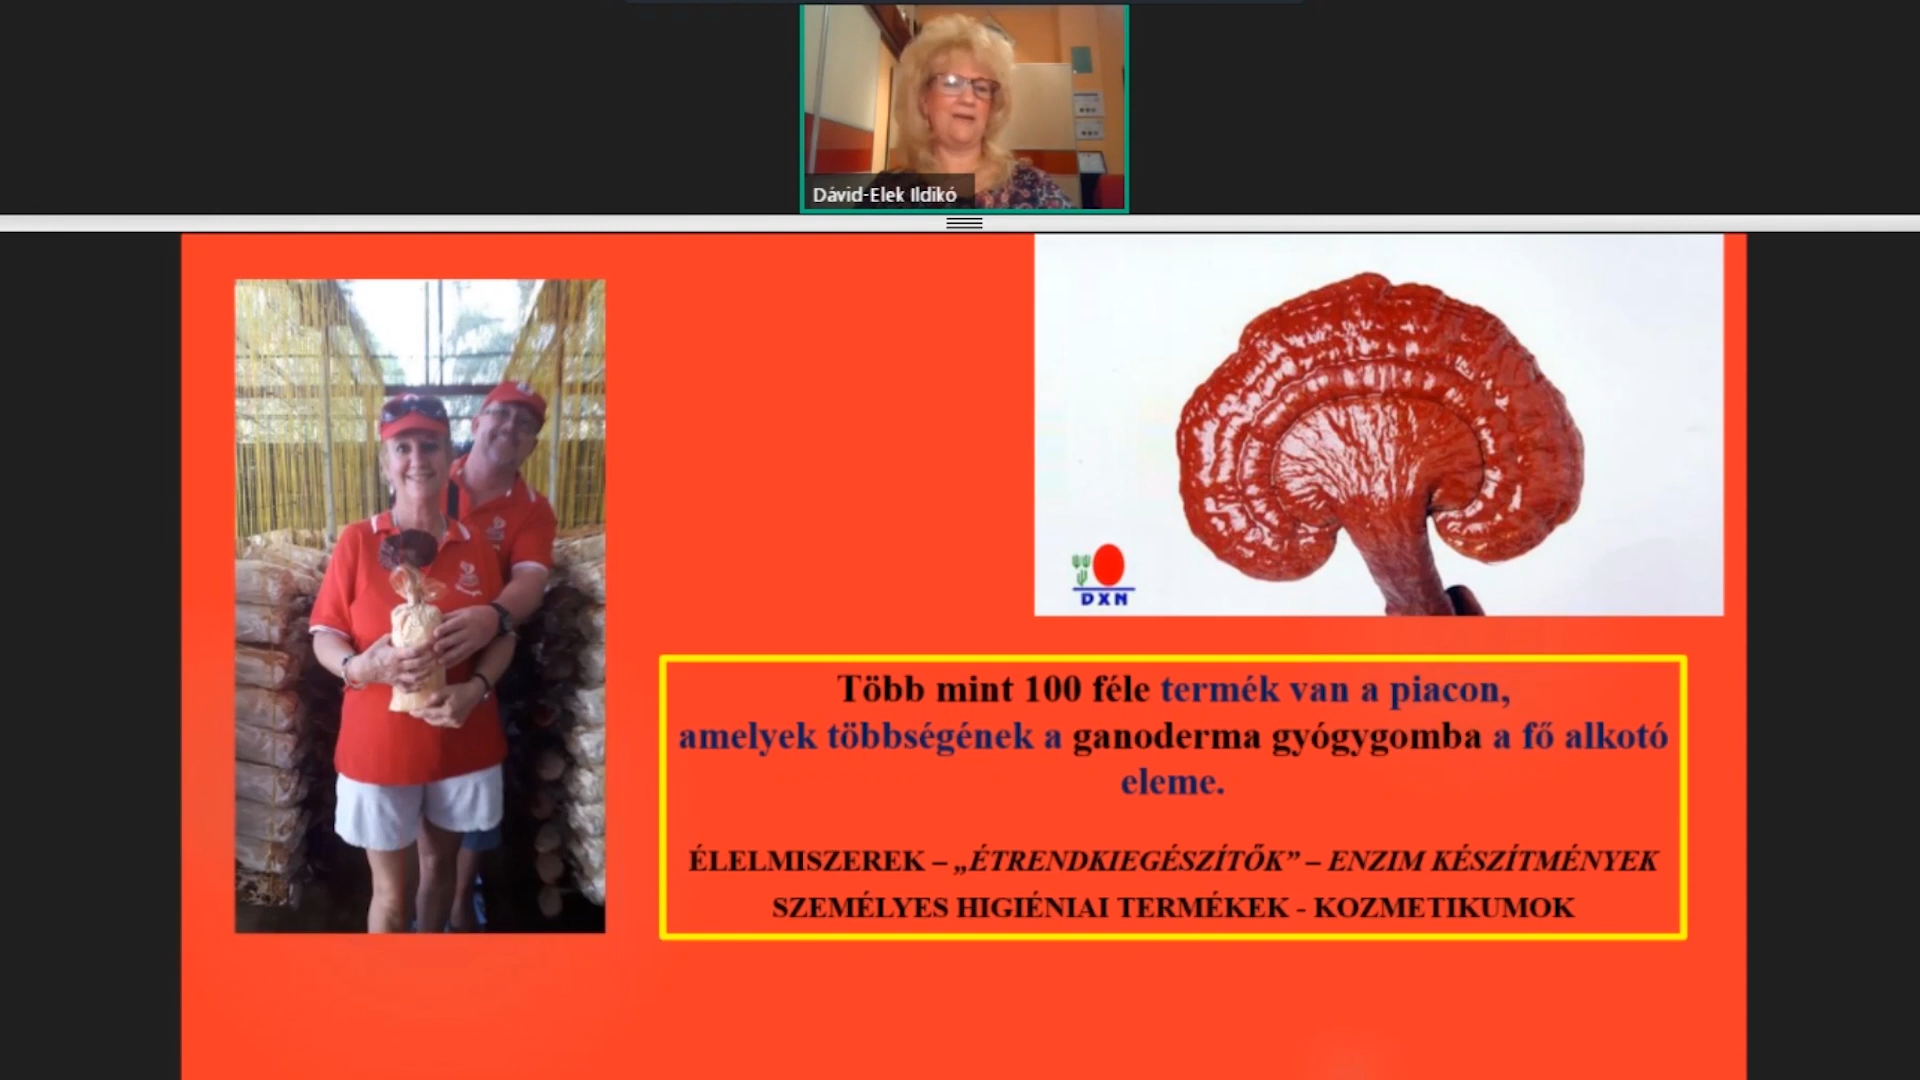 Dávid-Elek Ildikó
DXN
Több mint 100 féle termék van a piacon,
amelyek többségének a ganoderma gyógygomba a fő alkotó
eleme.
ÉLELMISZEREK – „ÉTRENDKIEGÉSZÍTŐK” – ENZIM KÉSZÍTMÉNYEK
SZEMÉLYES HIGIÉNIAI TERMÉKEK - KOZMETIKUMOK